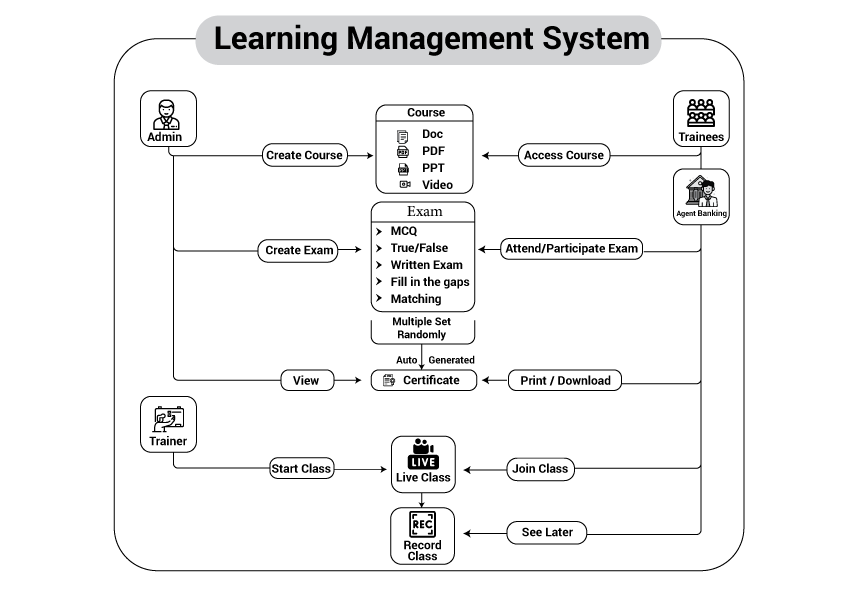 Learning Management System
Admin
Create Course
Course
Doc
PDF
PPT
Video
Access Course
Trainees
Agent Banking
Create Exam
Exam
MCQ
True/False
Written Exam
Fill in the gaps
Matching
Multiple Set
Randomly
Attend/Participate Exam
Auto Generated
View
Certificate
Print / Download
Trainer
Start Class
LIVE
Live Class
Join Class
REC
Record
Class
See Later